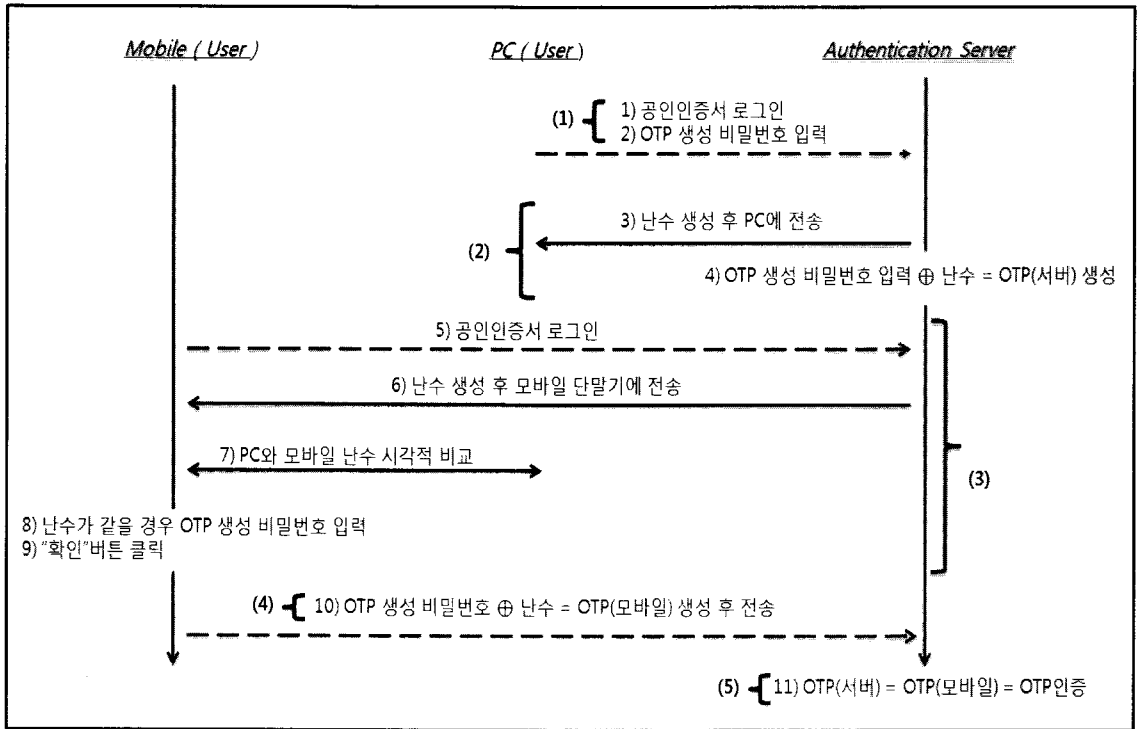 Mobile ( User )
PC ( User )
Authentication Server
(1)
1) 공인인증서 로그인
2) OTP 생성 비밀번호 입력
3) 난수 생성 후 PC에 전송
(2)
4) OTP 생성 비밀번호 입력 ⊕ 난수 = OTP(서버) 생성
5) 공인인증서 로그인
6) 난수 생성 후 모바일 단말기에 전송
7) PC와 모바일 난수 시각적 비교
(3)
8) 난수가 같을 경우 OTP 생성 비밀번호 입력
9) "확인"버튼 클릭
(4)
10) OTP 생성 비밀번호 ⊕ 난수 = OTP(모바일) 생성 후 전송
(5)
11) OTP(서버) = OTP(모바일) = OTP인증